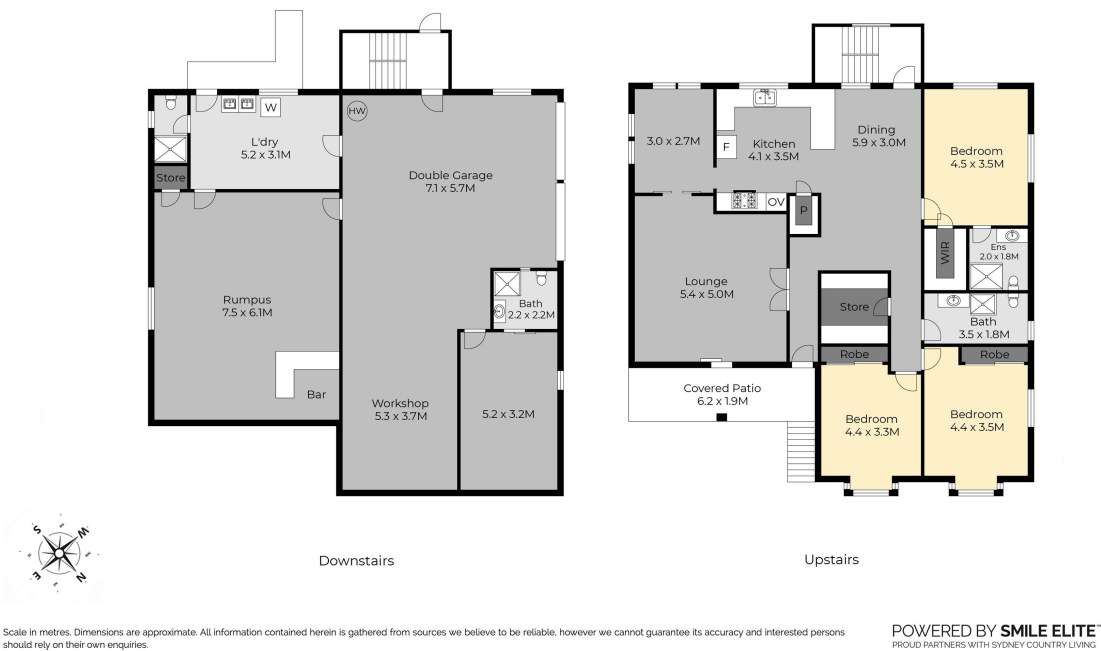 HW
W
L'dry
5.2 x 3.1M
Store
Double Garage
7.1 x 5.7M
Rumpus
7.5 x 6.1M
Bath
2.2 x 2.2M
Bar
Workshop
5.3 x 3.7M
5.2 x 3.2M
3.0 x 2.7M
F
Kitchen
4.1 x 3.5M
Dining
5.9 x 3.0M
Bedroom
4.5 x 3.5M
OV
P
WIR
Ens
2.0 x 1.8M
Lounge
5.4 x 5.0M
Store
Bath
3.5 x 1.8M
Robe
Robe
Covered Patio
6.2 x 1.9M
Bedroom
4.4 x 3.3M
Bedroom
4.4 x 3.5M
S
W
E
N
Downstairs
Upstairs
Scale in metres. Dimensions are approximate. All information contained herein is gathered from sources we believe to be reliable, however we cannot guarantee its accuracy and interested persons
should rely on their own enquiries.
POWERED BY SMILE ELITE™
PROUD PARTNERS WITH SYDNEY COUNTRY LIVING